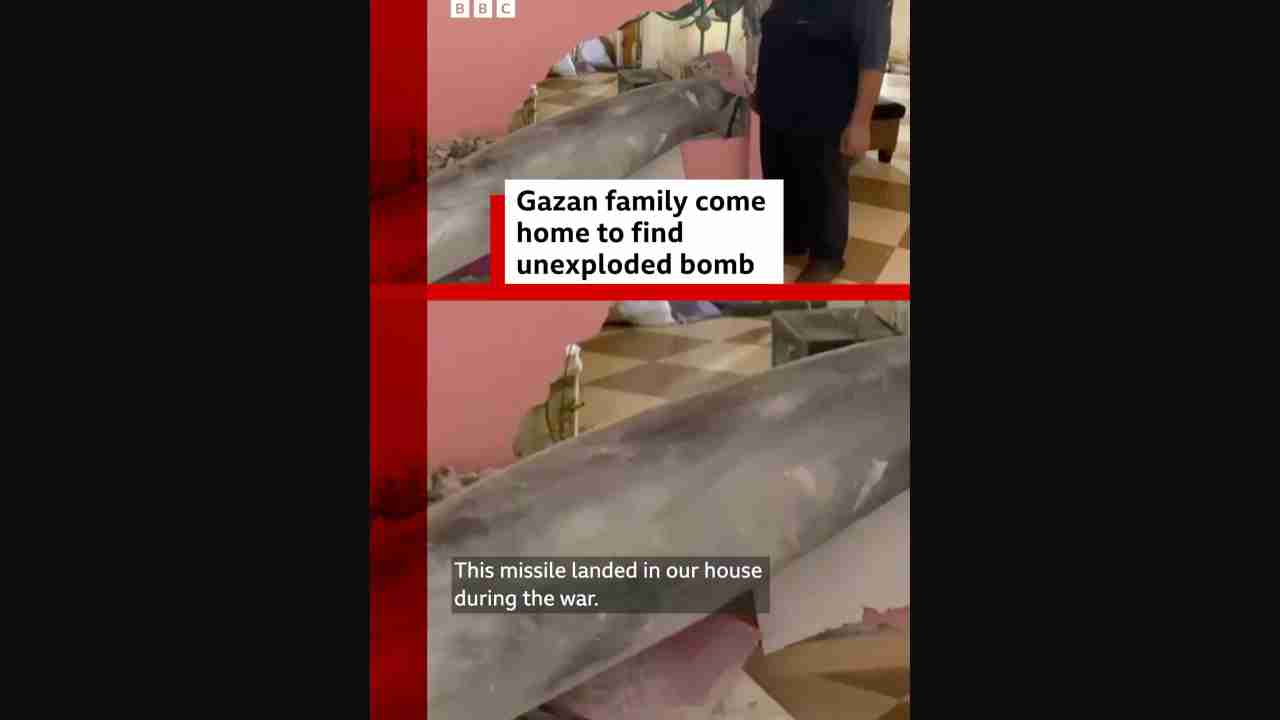 BBC
Gazan family come
home to find
unexploded bomb
This missile landed in our house
during the war.